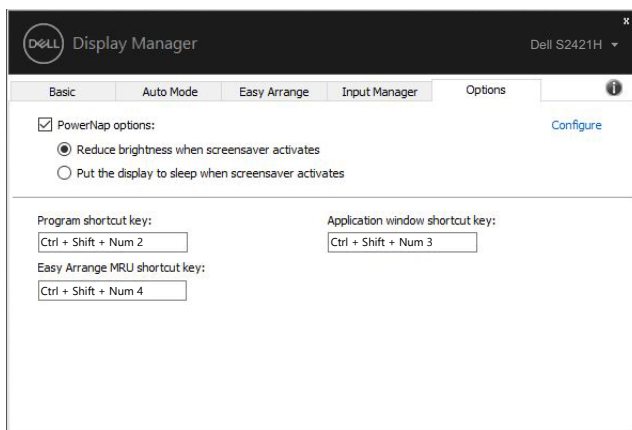 x
DELL Display Manager
Dell S2421H
Basic Auto Mode Easy Arrange Input Manager Options
PowerNap options:
Configure
Reduce brightness when screensaver activates
Put the display to sleep when screensaver activates
Program shortcut key:
Application window shortcut key:
Ctrl + Shift + Num 2
Ctrl + Shift + Num 3
Easy Arrange MRU shortcut key:
Ctrl + Shift + Num 4